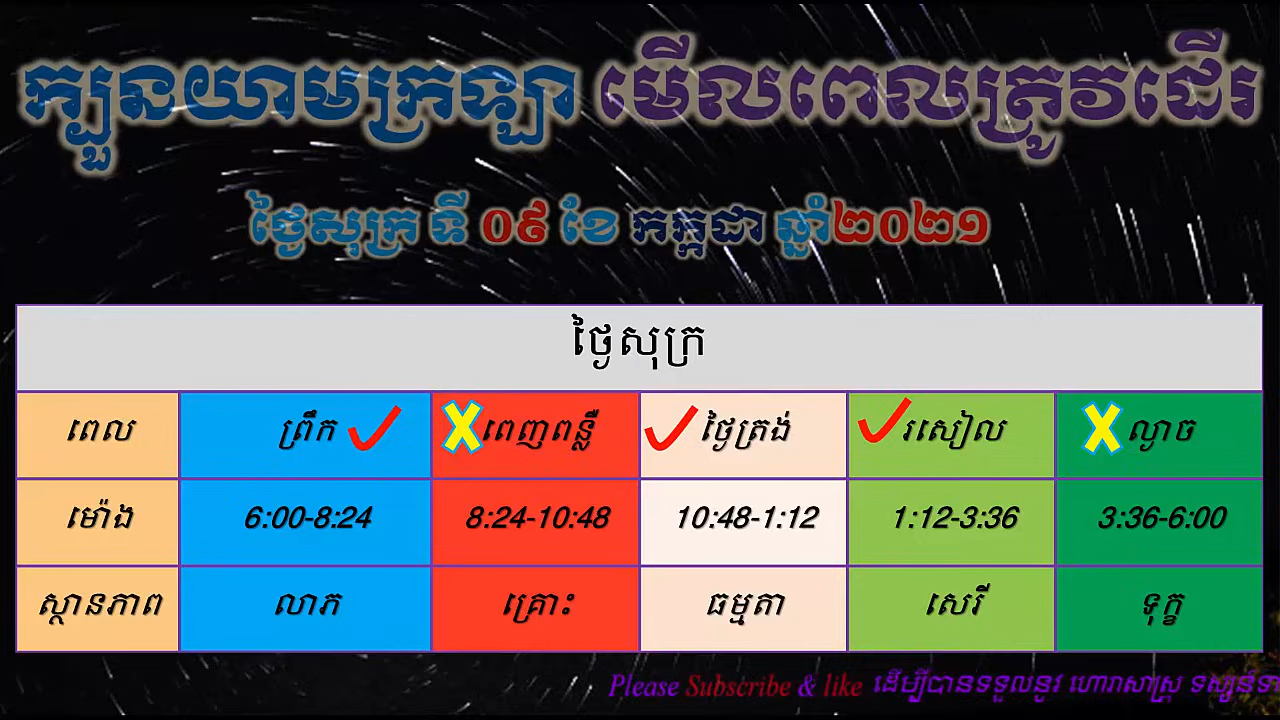 ក្បួនយាមក្រឡា មើលពេលត្រូវដើរ
ថ្ងៃសុក្រ ទី ០៩ ខែ កក្កដា ឆ្នាំ២០២១
ថ្ងៃសុក្រ
ពេល ព្រឹក ពេញពន្លឺ ថ្ងៃត្រង់ រសៀល ល្ងាច
ម៉ោង 6:00-8:24 8:24-10:48 10:48-1:12 1:12-3:36 3:36-6:00
ស្ថានភាព លាភ គ្រោះ ធម្មតា សេរី ទុក្ខ
Please Subscribe & like ដើម្បីបានទទួលនូវ ហោរាសាស្ត្រ